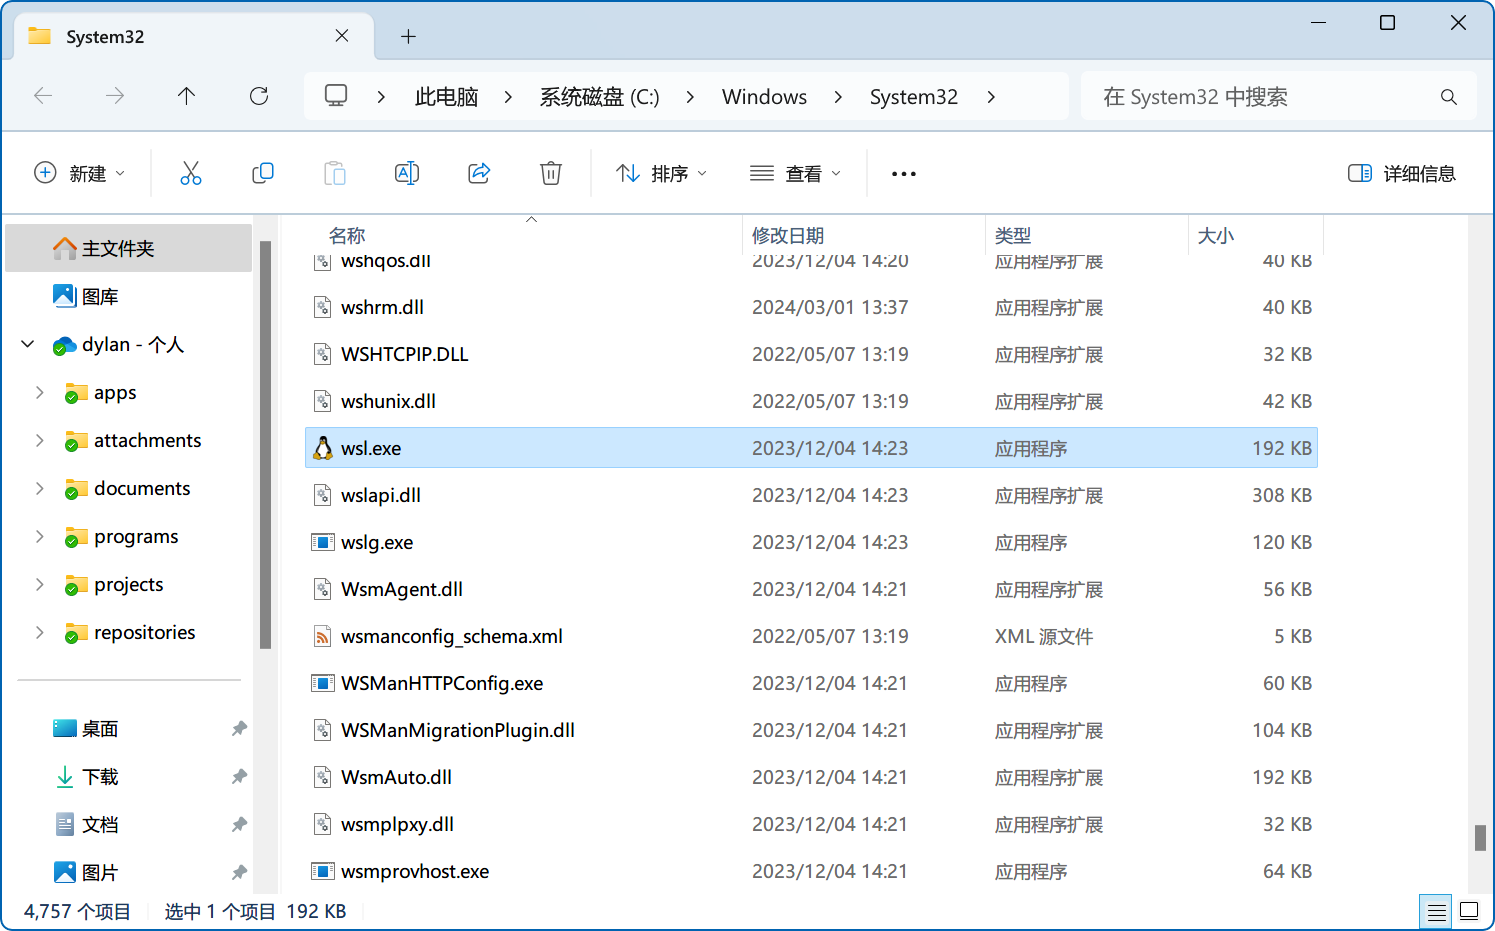 System32
此电脑 系统磁盘 (C:) Windows System32
在 System32 中搜索
新建 排序 查看 详细信息
主文件夹
图库
dylan - 个人
apps
attachments
documents
programs
projects
repositories
桌面
下载
文档
图片
名称 修改日期 类型 大小
wshqos.dll 2023/12/04 14:20 应用程序扩展 40 KB
wshrm.dll 2024/03/01 13:37 应用程序扩展 40 KB
WSHTCPIP.DLL 2022/05/07 13:19 应用程序扩展 32 KB
wshunix.dll 2022/05/07 13:19 应用程序扩展 42 KB
wsl.exe 2023/12/04 14:23 应用程序 192 KB
wslapi.dll 2023/12/04 14:23 应用程序扩展 308 KB
wslg.exe 2023/12/04 14:23 应用程序 120 KB
WsmAgent.dll 2023/12/04 14:21 应用程序扩展 56 KB
wsmanconfig_schema.xml 2022/05/07 13:19 XML 源文件 5 KB
WSManHTTPConfig.exe 2023/12/04 14:21 应用程序 60 KB
WSManMigrationPlugin.dll 2023/12/04 14:21 应用程序扩展 104 KB
WsmAuto.dll 2023/12/04 14:21 应用程序扩展 192 KB
wsmplpxy.dll 2023/12/04 14:21 应用程序扩展 32 KB
wsmprovhost.exe 2023/12/04 14:21 应用程序 64 KB
4,757 个项目 选中 1 个项目 192 KB